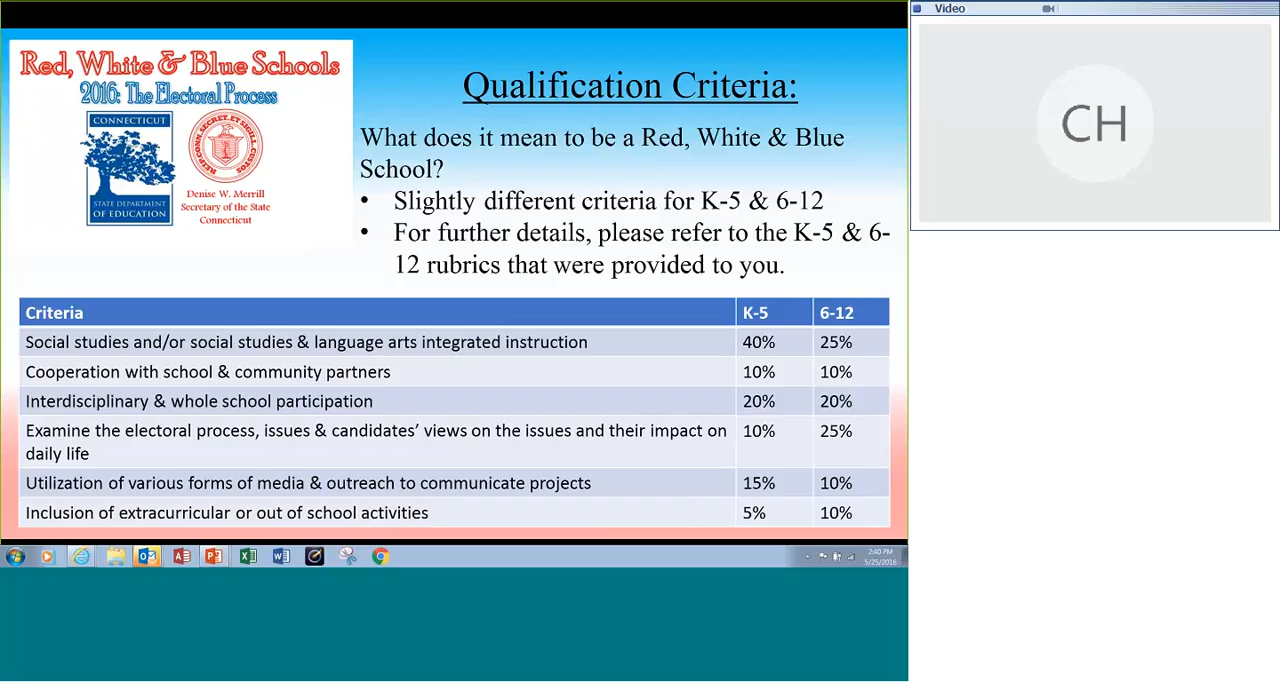 Red, White & Blue Schools
2016: The Electoral Process
CONNECTICUT
STATE DEPARTMENT
OF EDUCATION
Denise W. Merrill
Secretary of the State
Connecticut
Qualification Criteria:
What does it mean to be a Red, White & Blue
School?
• Slightly different criteria for K-5 & 6-12
• For further details, please refer to the K-5 & 6-
12 rubrics that were provided to you.
Criteria K-5 6-12
Social studies and/or social studies & language arts integrated instruction 40% 25%
Cooperation with school & community partners 10% 10%
Interdisciplinary & whole school participation 20% 20%
Examine the electoral process, issues & candidates’ views on the issues and their impact on 10% 25%
daily life
Utilization of various forms of media & outreach to communicate projects 15% 10%
Inclusion of extracurricular or out of school activities 5% 10%
2:40 PM
5/25/2016
Video
CH